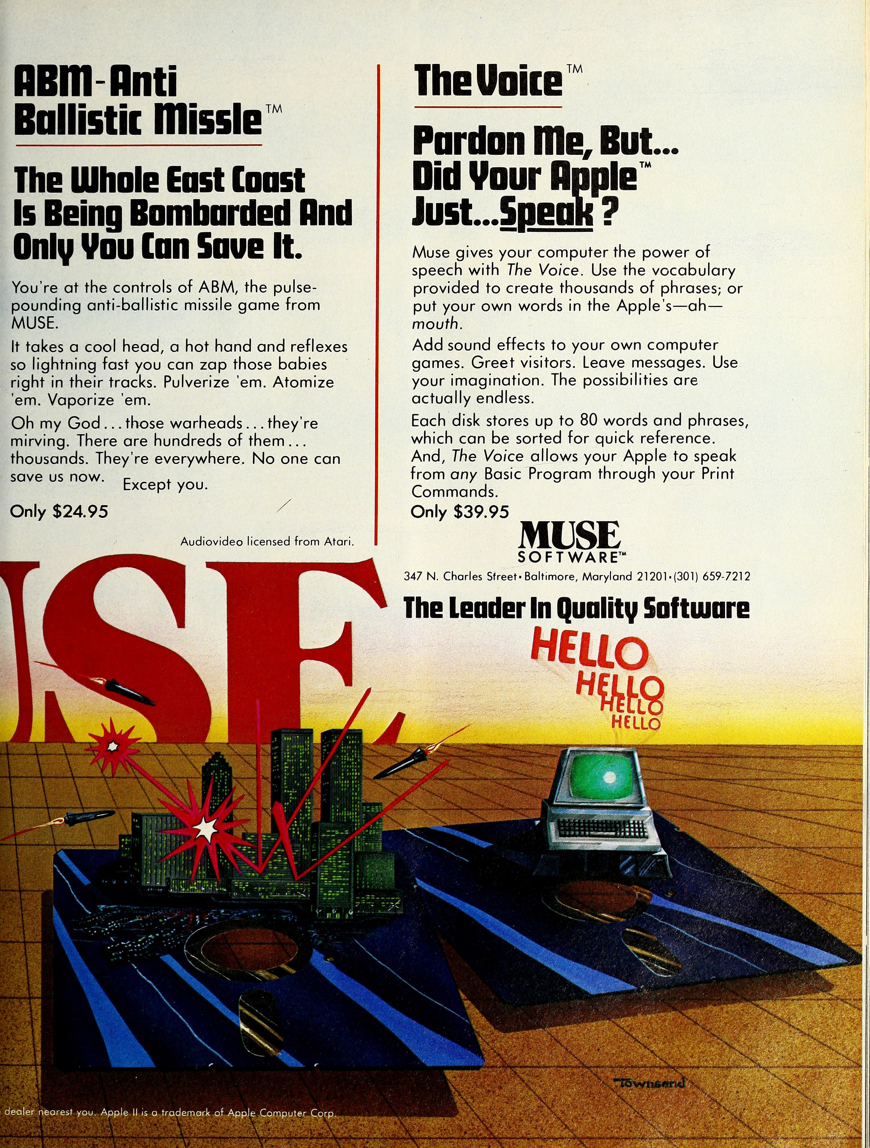 ABM-Anti
Ballistic Missle™
The Whole East Coast
Is Being Bombarded And
Only You Can Save It.
You're at the controls of ABM, the pulse-
pounding anti-ballistic missile game from
MUSE.
It takes a cool head, a hot hand and reflexes
so lightning fast you can zap those babies
right in their tracks. Pulverize 'em. Atomize
'em. Vaporize 'em.
Oh my God...those warheads...they're
mirving. There are hundreds of them...
thousands. They're everywhere. No one can
save us now. Except you.
Only $24.95
Audiovideo licensed from Atari.
The Voice™
Pardon Me, But...
Did Your Apple™
Just...Speak?
Muse gives your computer the power of
speech with The Voice. Use the vocabulary
provided to create thousands of phrases; or
put your own words in the Apple's—ah—
mouth.
Add sound effects to your own computer
games. Greet visitors. Leave messages. Use
your imagination. The possibilities are
actually endless.
Each disk stores up to 80 words and phrases,
which can be sorted for quick reference.
And, The Voice allows your Apple to speak
from any Basic Program through your Print
Commands.
Only $39.95
MUSE
SOFTWARE™
347 N. Charles Street•Baltimore, Maryland 21201•(301) 659-7212
The Leader In Quality Software
USE
HELLO
HELLO
HELLO
HELLO
Townsend
dealer nearest you. Apple II is a trademark of Apple Computer Corp.